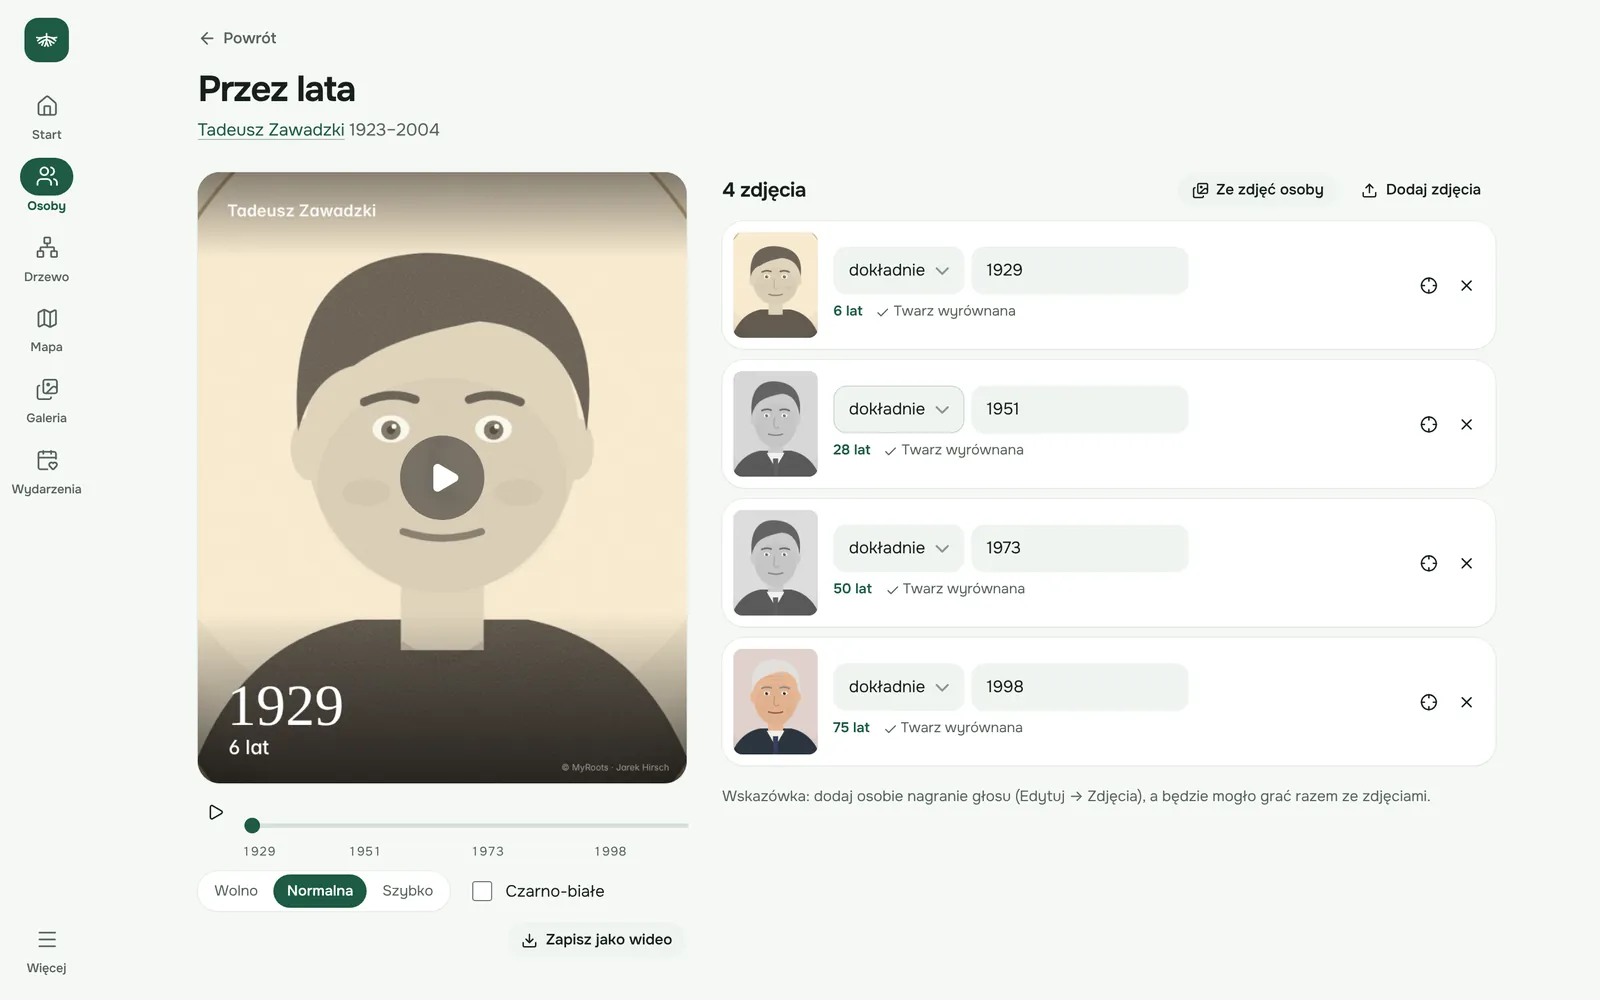 Powrót
Przez lata
Tadeusz Zawadzki 1923–2004
Start
Osoby
Drzewo
Mapa
Galeria
Wydarzenia
Więcej
Tadeusz Zawadzki
1929
6 lat
© MyRoots · Jarek Hirsch
1929 1951 1973 1998
Wolno Normalna Szybko Czarno-białe
Zapisz jako wideo
4 zdjęcia Ze zdjęć osoby Dodaj zdjęcia
dokładnie 1929
6 lat Twarz wyrównana
dokładnie 1951
28 lat Twarz wyrównana
dokładnie 1973
50 lat Twarz wyrównana
dokładnie 1998
75 lat Twarz wyrównana
Wskazówka: dodaj osobie nagranie głosu (Edytuj → Zdjęcia), a będzie mogło grać razem ze zdjęciami.